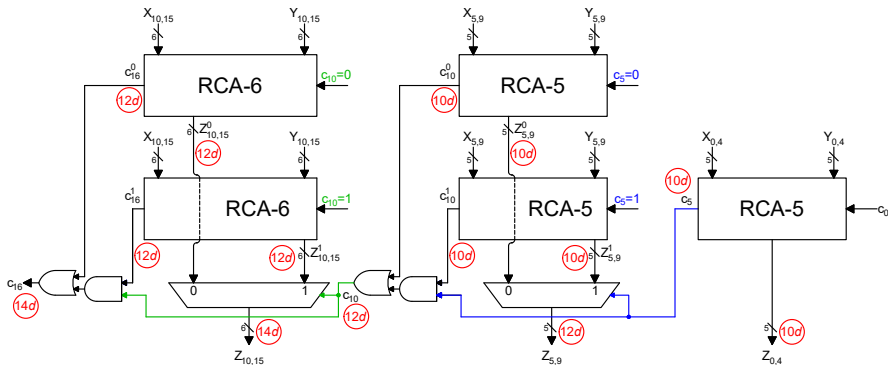 X10,15 Y10,15 X5,9 Y5,9
6 6 5 5
c⁰16 RCA-6 c10=0 c⁰10 RCA-5 c5=0
12d 10d
6 Z⁰10,15 5 Z⁰5,9
12d 10d
X10,15 Y10,15 X5,9 Y5,9 X0,4 Y0,4
6 6 5 5 5 5
10d
c¹16 RCA-6 c10=1 c¹10 RCA-5 c5=1 c5 RCA-5 c0
12d 12d 6 Z¹10,15 10d 10d 5 Z¹5,9
0 1 0 1
c16 c10
14d 6 14d 12d 5 12d 5 10d
Z10,15 Z5,9 Z0,4